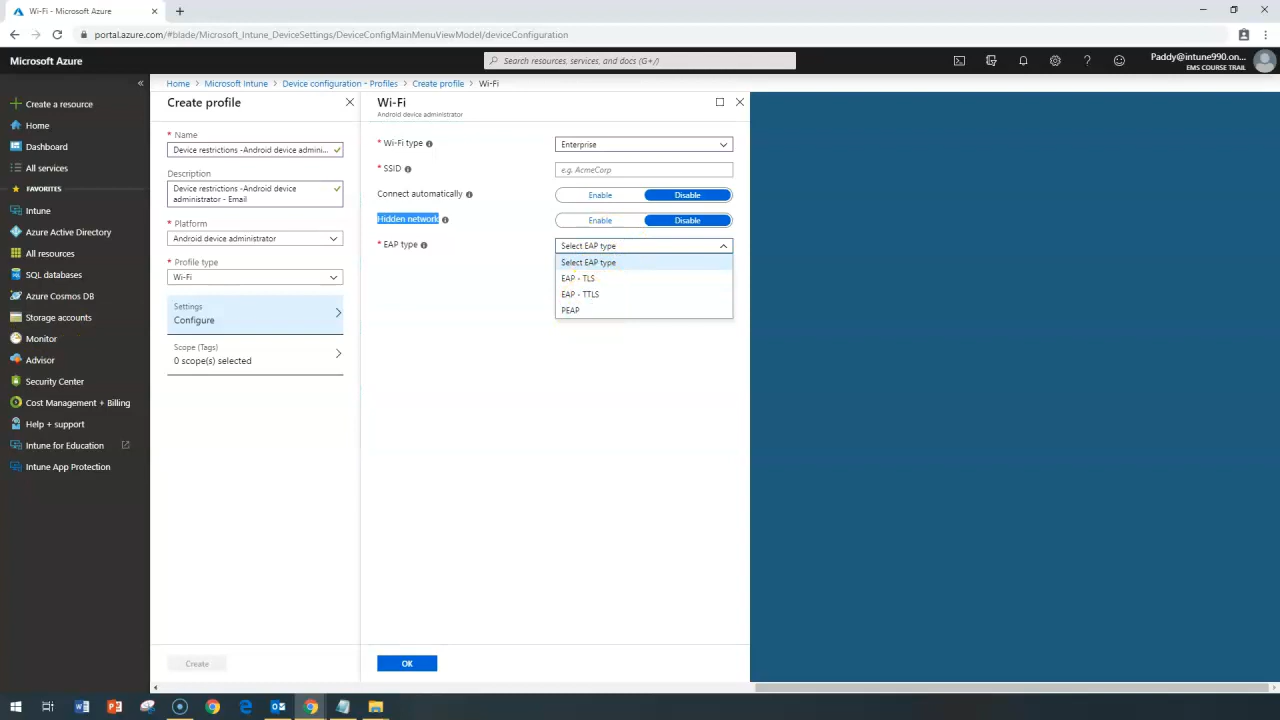 Wi-Fi - Microsoft Azure
portal.azure.com/#blade/Microsoft_Intune_DeviceSettings/DeviceConfigMainMenuViewModel/deviceConfiguration
Microsoft Azure
Search resources, services, and docs (G+/)
Paddy@intune990.on...
EMS COURSE TRAIL
Home > Microsoft Intune > Device configuration - Profiles > Create profile > Wi-Fi
Create a resource
Home
Dashboard
All services
FAVORITES
Intune
Azure Active Directory
All resources
SQL databases
Azure Cosmos DB
Storage accounts
Monitor
Advisor
Security Center
Cost Management + Billing
Help + support
Intune for Education
Intune App Protection
Create profile
* Name
Device restrictions -Android device admini...
Description
Device restrictions -Android device
administrator - Email
* Platform
Android device administrator
* Profile type
Wi-Fi
Settings
Configure
Scope (Tags)
0 scope(s) selected
Create
Wi-Fi
Android device administrator
* Wi-Fi type
Enterprise
* SSID
e.g. AcmeCorp
Connect automatically
Enable Disable
Hidden network
Enable Disable
* EAP type
Select EAP type
Select EAP type
EAP - TLS
EAP - TTLS
PEAP
OK